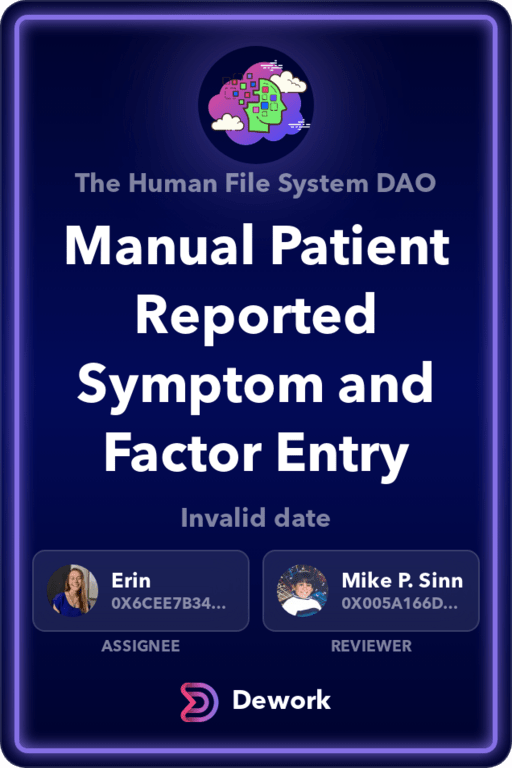 The Human File System DAO
Manual Patient
Reported
Symptom and
Factor Entry
Invalid date
Erin
0X6CEE7B34...
Mike P. Sinn
0X005A166D...
ASSIGNEE
REVIEWER
Dework